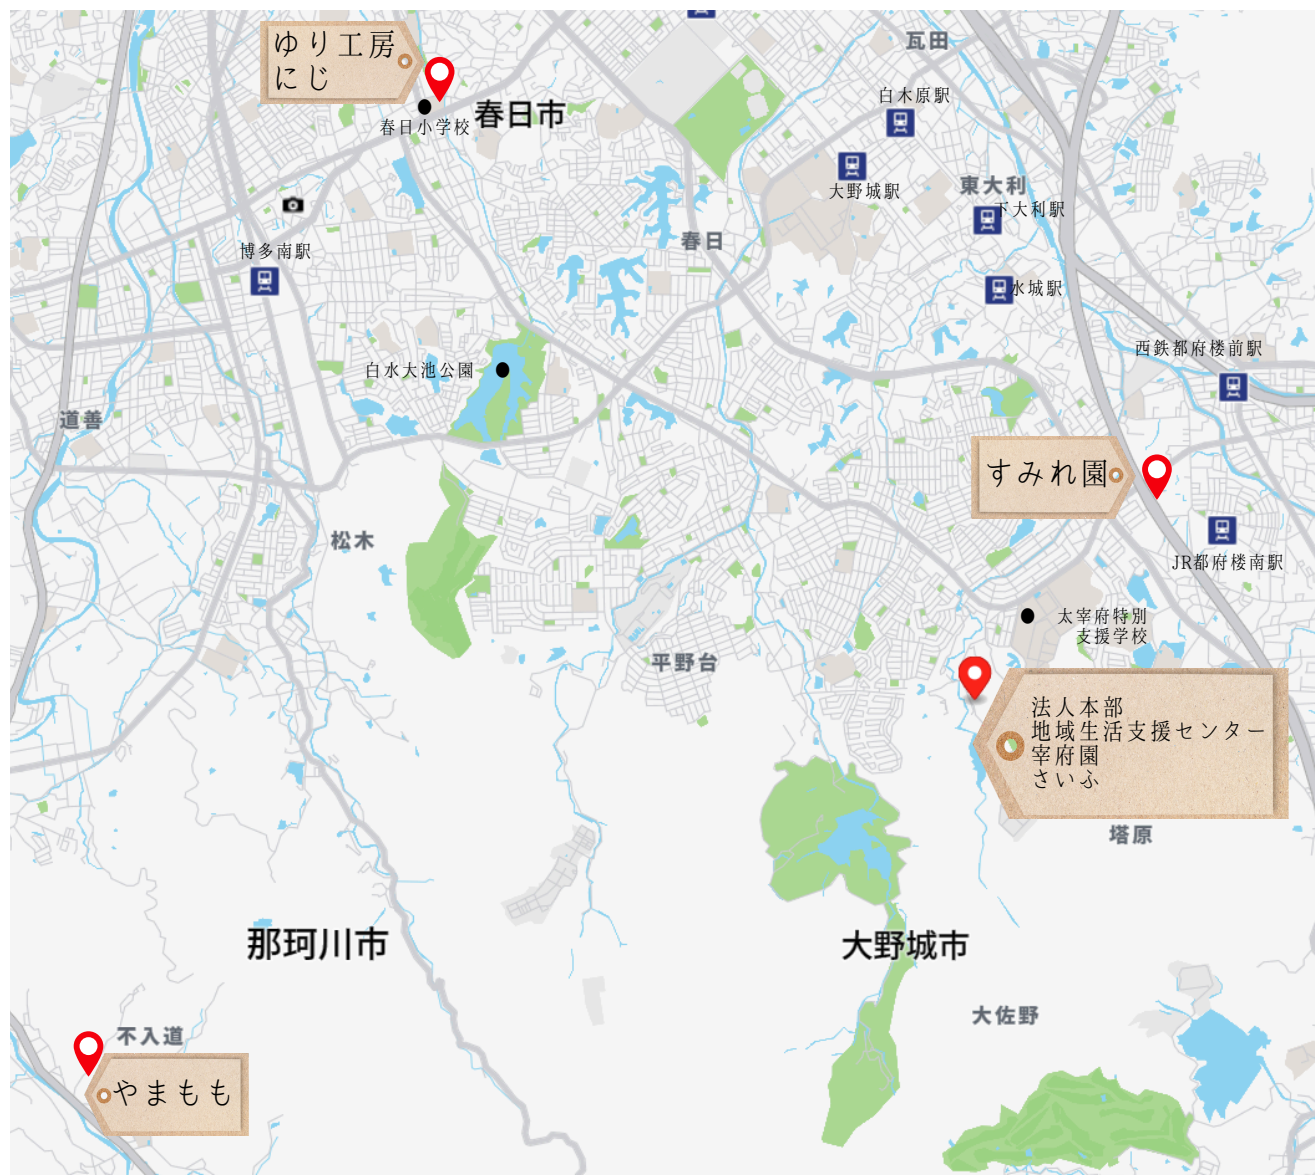 ゆり工房
にじ
瓦田
白木原駅
春日小学校
春日市
大野城駅
東大利
下大利駅
春日
博多南駅
水城駅
西鉄都府楼前駅
白水大池公園
道善
すみれ園
松木
JR都府楼南駅
太宰府特別
支援学校
平野台
法人本部
地域生活支援センター
宰府園
さいふ
塔原
那珂川市
大野城市
大佐野
不入道
やまもも